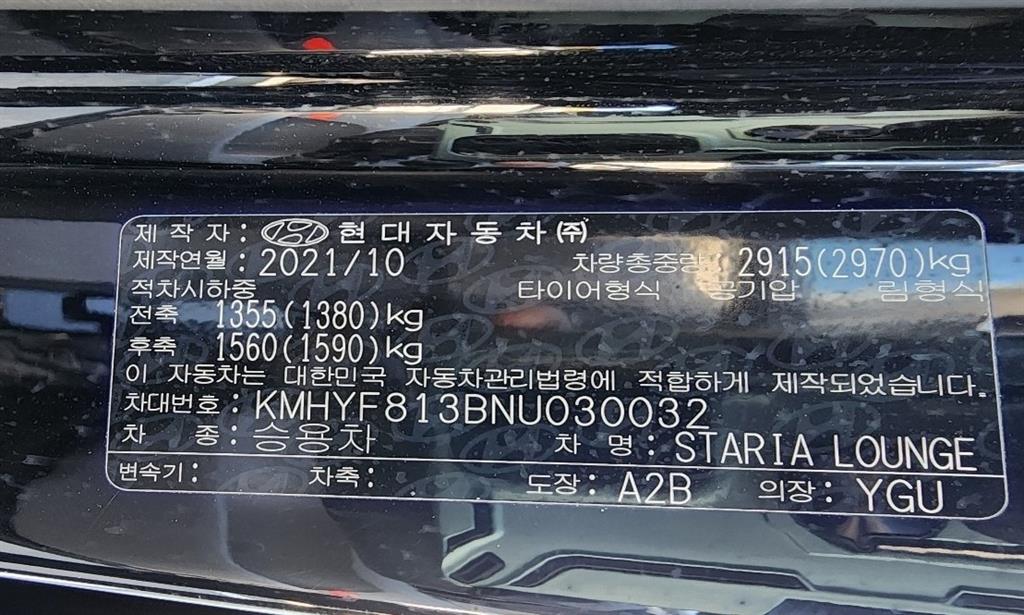 제 작 자 : 현 대 자 동 차 ㈜
제작연월 : 2021/10 차량총중량 : 2915(2970)kg
적차시하중 타이어형식 공기압 림형식
전축 1355(1380)kg
후축 1560(1590)kg
이 자동차는 대한민국 자동차관리법령에 적합하게 제작되었습니다.
차대번호 : KMHYF813BNU030032
차 종 : 승용차 차 명 : STARIA LOUNGE
변속기 : 차축 : 도장 : A2B 의장 : YGU